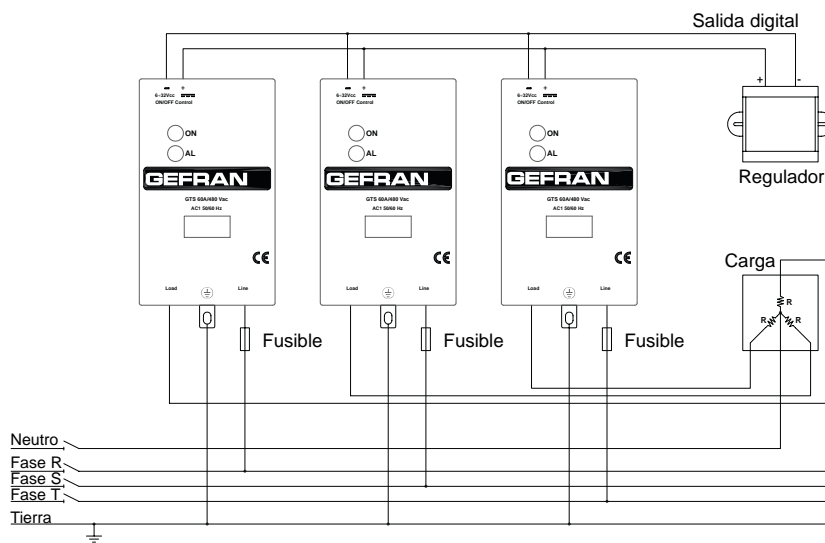 Salida digital
+ -
Regulador
- +
6-32Vcc
ON/OFF Control
ON
AL
GEFRAN
GTS 60A/480 Vac
AC1 50/60 Hz
CE
Load
Line
- +
6-32Vcc
ON/OFF Control
ON
AL
GEFRAN
GTS 60A/480 Vac
AC1 50/60 Hz
CE
Load
Line
- +
6-32Vcc
ON/OFF Control
ON
AL
GEFRAN
GTS 60A/480 Vac
AC1 50/60 Hz
CE
Load
Line
Carga
R
R
R
Fusible
Fusible
Fusible
Neutro
Fase R
Fase S
Fase T
Tierra